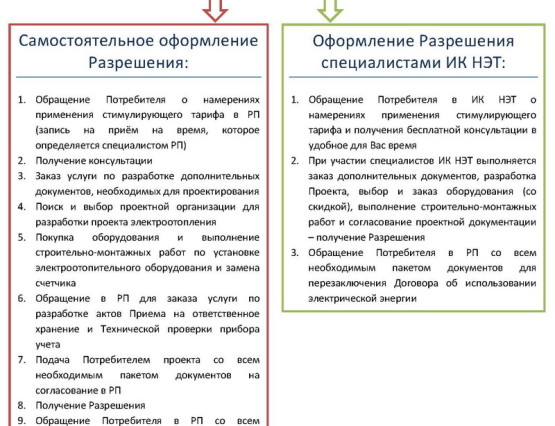 Самостоятельное оформление
Разрешения:
1. Обращение Потребителя о намерениях
применения стимулирующего тарифа в РП
(запись на приём на время, которое
определяется специалистом РП)
2. Получение консультации
3. Заказ услуги по разработке дополнительных
документов, необходимых для проектирования
4. Поиск и выбор проектной организации для
разработки проекта электроотопления
5. Покупка оборудования и выполнение
строительно-монтажных работ по установке
электроотопительного оборудования и замена
счетчика
6. Обращение в РП для заказа услуги по
разработке актов Приема на ответственное
хранение и Технической проверки прибора
учета
7. Подача Потребителем проекта со всем
необходимым пакетом документов на
согласование в РП
8. Получение Разрешения
9. Обращение Потребителя в РП со всем
Оформление Разрешения
специалистами ИК НЭТ:
1. Обращение Потребителя в ИК НЭТ о
намерениях применения стимулирующего
тарифа и получения бесплатной консультации в
удобное для Вас время
2. При участии специалистов ИК НЭТ выполняется
заказ дополнительных документов, разработка
Проекта, выбор и заказ оборудования (со
скидкой), выполнение строительно-монтажных
работ и согласование проектной документации
– получение Разрешения
3. Обращение Потребителя в РП со всем
необходимым пакетом документов для
перезаключения Договора об использовании
электрической энергии